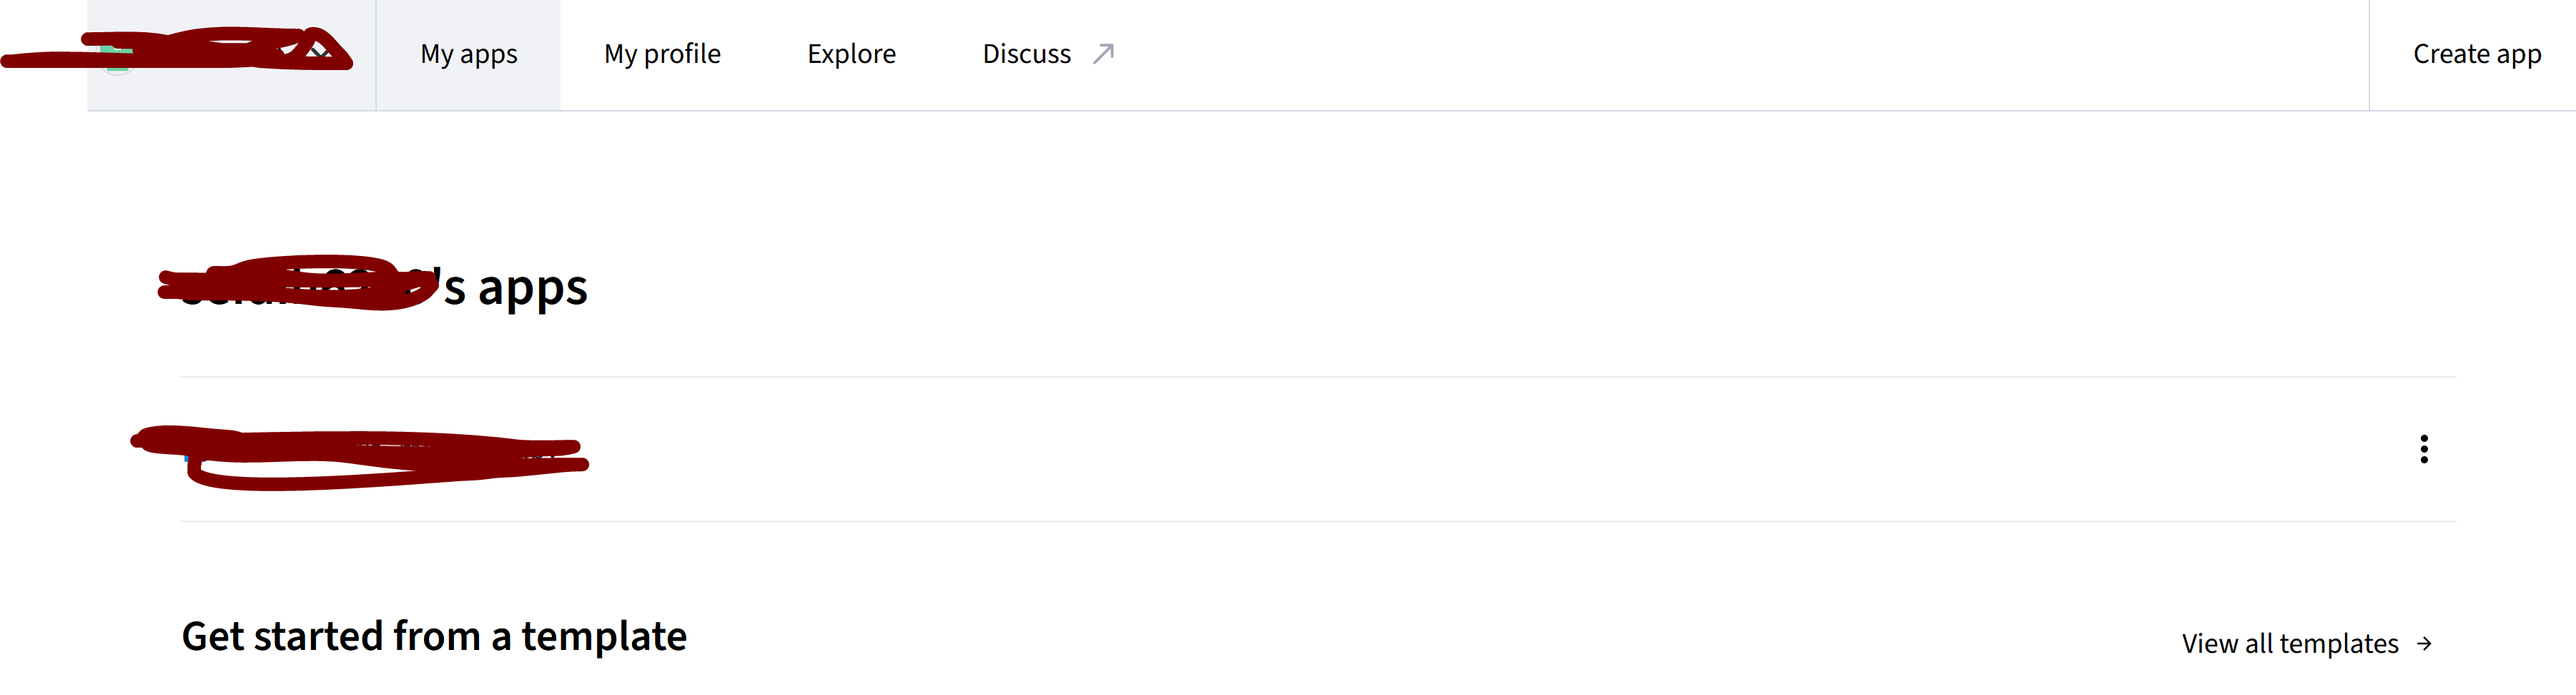 My apps My profile Explore Discuss Create app
's apps
Get started from a template View all templates